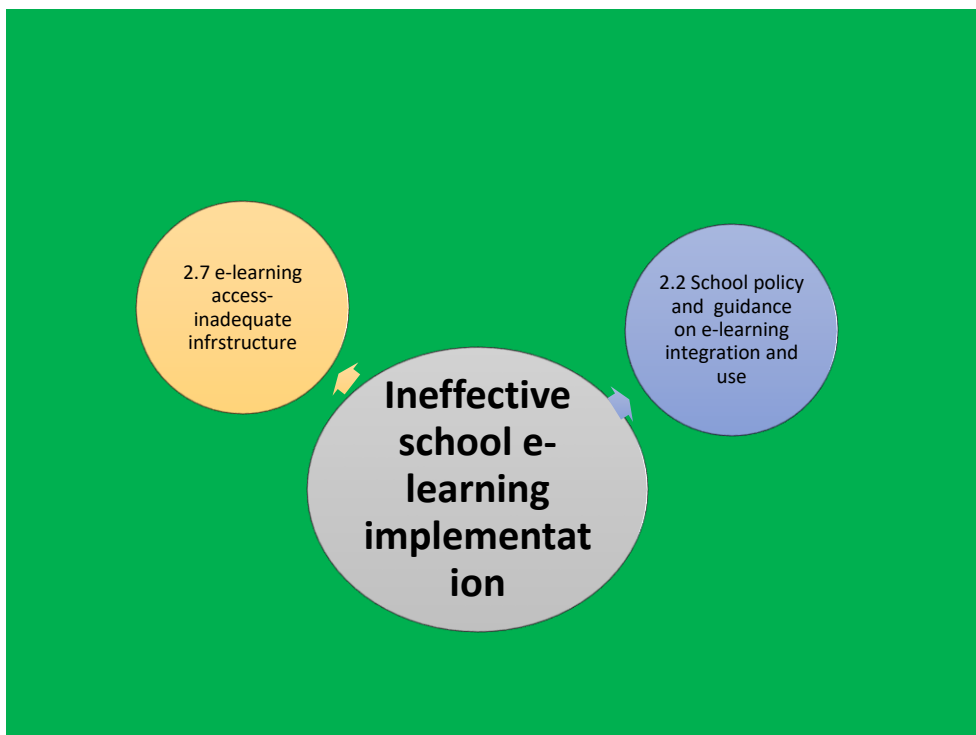 2.7 e-learning
access-
inadequate
infrstructure
2.2 School policy
and  guidance
on e-learning
integration and
use
Ineffective
school e-
learning
implementat
ion